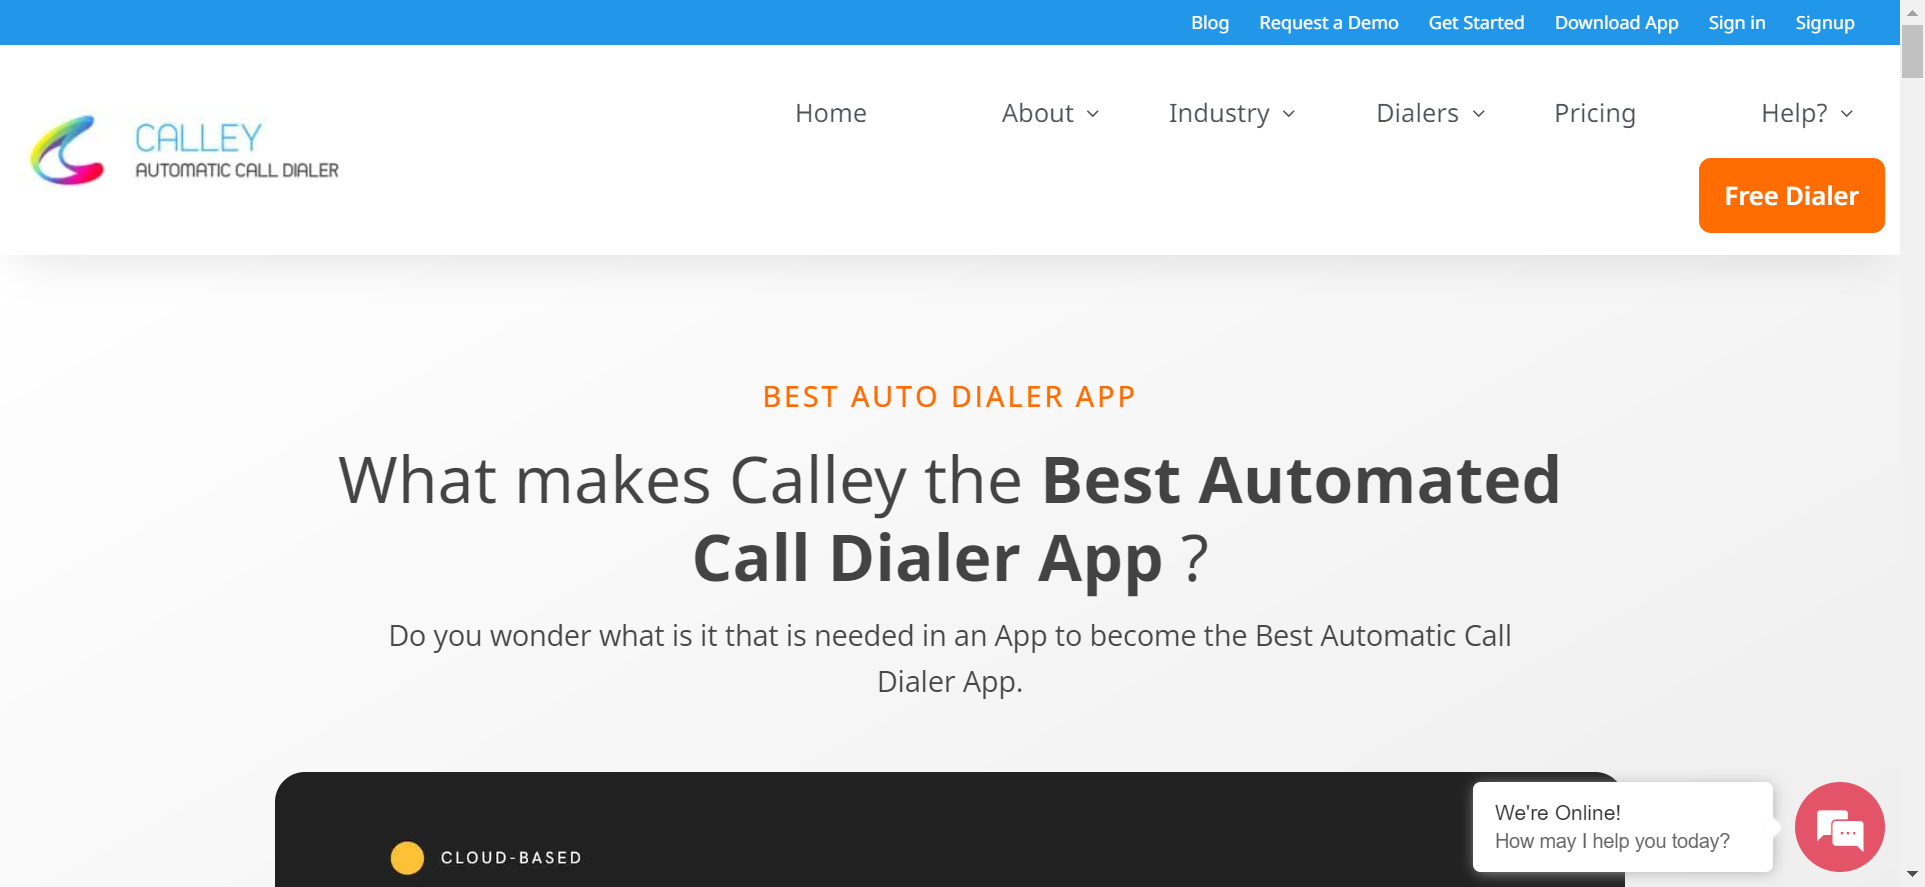 Blog Request a Demo Get Started Download App Sign in Signup
CALLEY
AUTOMATIC CALL DIALER
Home About Industry Dialers Pricing Help?
Free Dialer
BEST AUTO DIALER APP
What makes Calley the Best Automated
Call Dialer App ?
Do you wonder what is it that is needed in an App to become the Best Automatic Call
Dialer App.
CLOUD-BASED
We're Online!
How may I help you today?